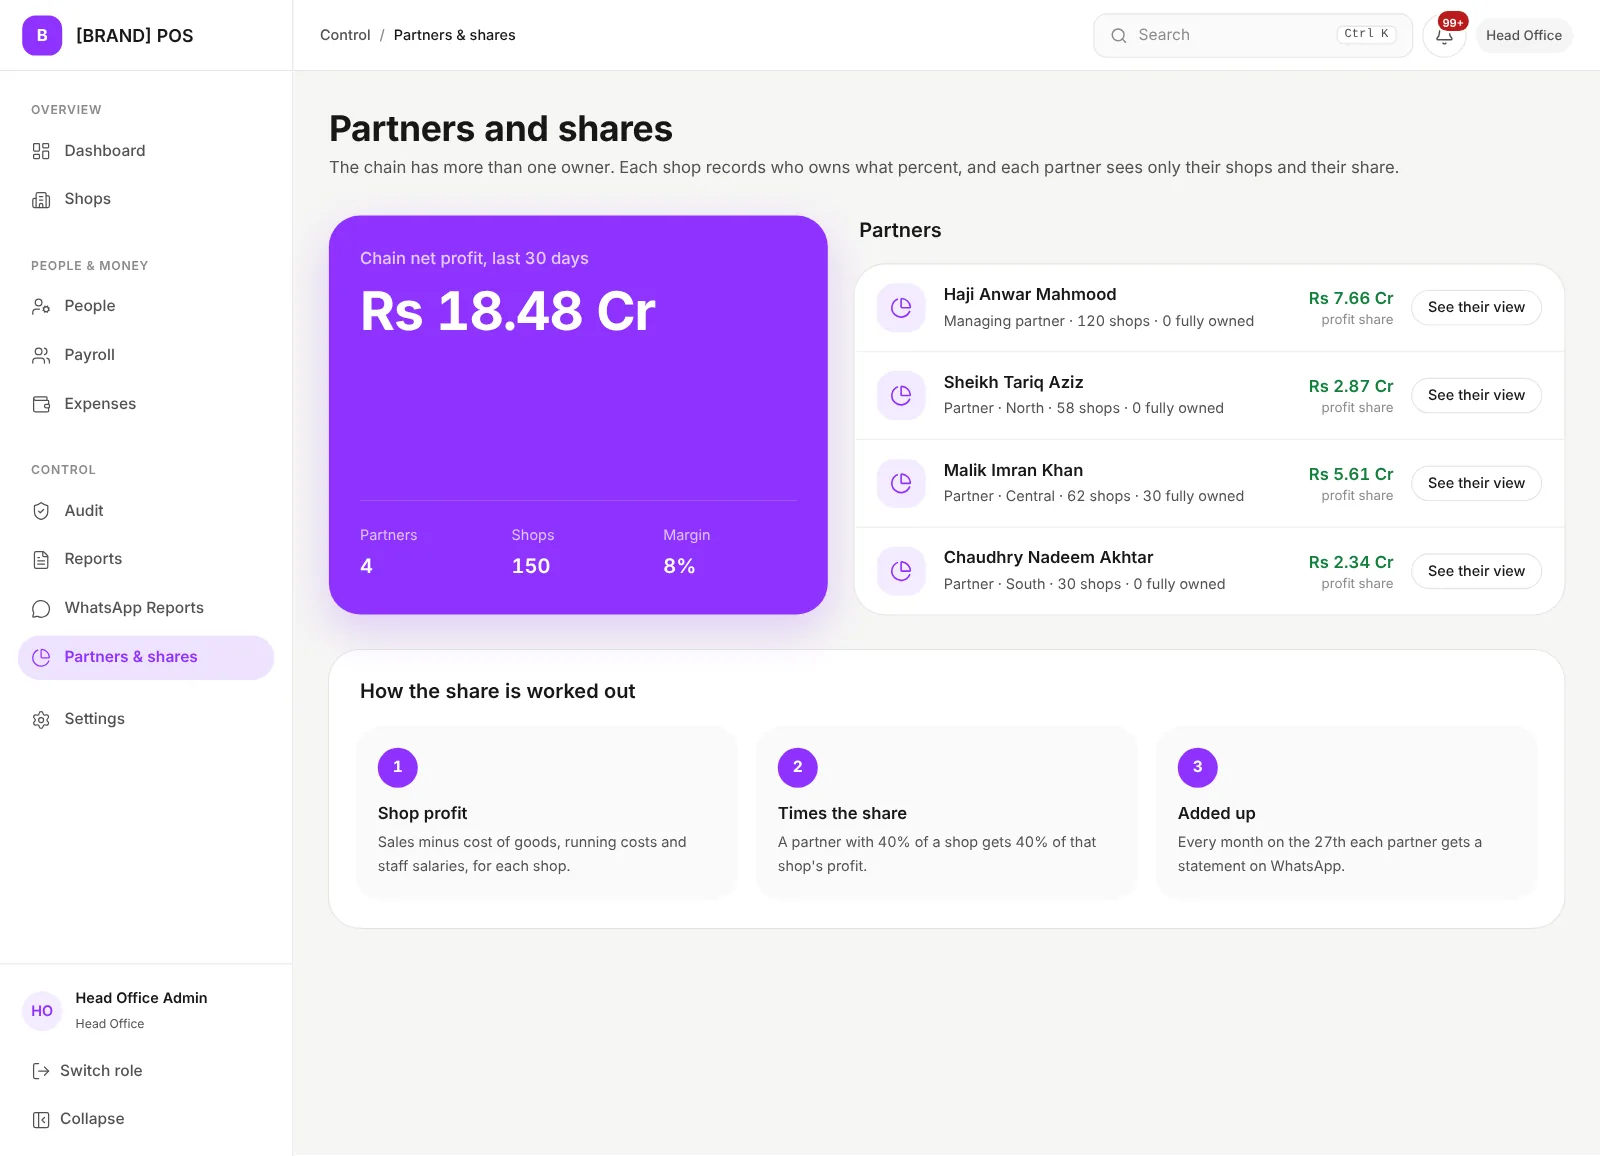 B
[BRAND] POS
Control / Partners & shares
Search
Ctrl K
99+
Head Office
OVERVIEW
Dashboard
Shops
PEOPLE & MONEY
People
Payroll
Expenses
CONTROL
Audit
Reports
WhatsApp Reports
Partners & shares
Settings
HO
Head Office Admin
Head Office
Switch role
Collapse
Partners and shares
The chain has more than one owner. Each shop records who owns what percent, and each partner sees only their shops and their share.
Chain net profit, last 30 days
Rs 18.48 Cr
Partners
4
Shops
150
Margin
8%
Partners
Haji Anwar Mahmood
Managing partner · 120 shops · 0 fully owned
Rs 7.66 Cr
profit share
See their view
Sheikh Tariq Aziz
Partner · North · 58 shops · 0 fully owned
Rs 2.87 Cr
profit share
See their view
Malik Imran Khan
Partner · Central · 62 shops · 30 fully owned
Rs 5.61 Cr
profit share
See their view
Chaudhry Nadeem Akhtar
Partner · South · 30 shops · 0 fully owned
Rs 2.34 Cr
profit share
See their view
How the share is worked out
1
Shop profit
Sales minus cost of goods, running costs and
staff salaries, for each shop.
2
Times the share
A partner with 40% of a shop gets 40% of that
shop's profit.
3
Added up
Every month on the 27th each partner gets a
statement on WhatsApp.